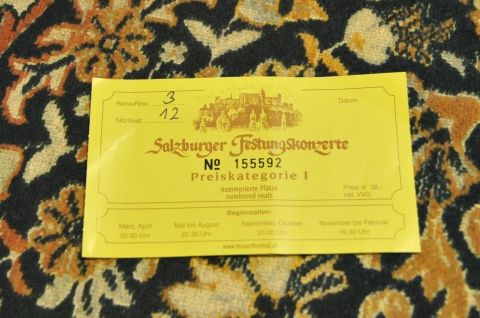 Reihe/Row: 3
Datum:
Sitz/Seat: 12
Salzburger Festungskonzerte
No 155592
Preiskategorie I
nummerierte Plätze
numbered seats
Preis: € 38,–
inkl. VVG
Beginnzeiten:
März, April
20.00 Uhr
Mai bis August
20.30 Uhr
September, Oktober
20.00 Uhr
November bis Februar
19.30 Uhr
www.mozartfestival.at